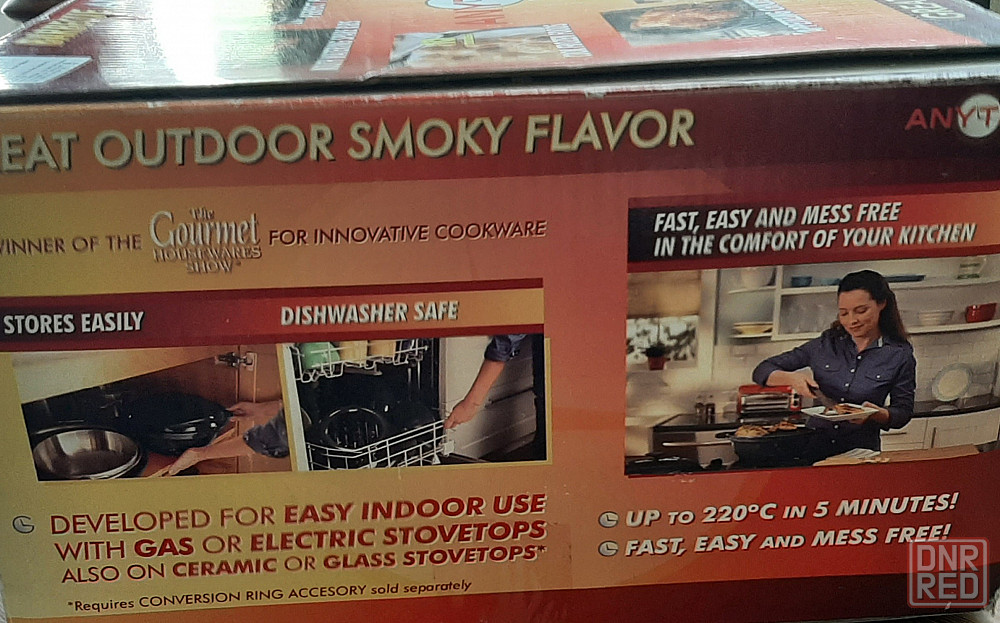 EAT OUTDOOR SMOKY FLAVOR
ANYT
WINNER OF THE The Gourmet HOUSEWARES SHOW FOR INNOVATIVE COOKWARE
STORES EASILY
DISHWASHER SAFE
FAST, EASY AND MESS FREE
IN THE COMFORT OF YOUR KITCHEN
DEVELOPED FOR EASY INDOOR USE
WITH GAS OR ELECTRIC STOVETOPS
ALSO ON CERAMIC OR GLASS STOVETOPS*
*Requires CONVERSION RING ACCESORY sold separately
UP TO 220°C IN 5 MINUTES!
FAST, EASY AND MESS FREE!
DNR
RED